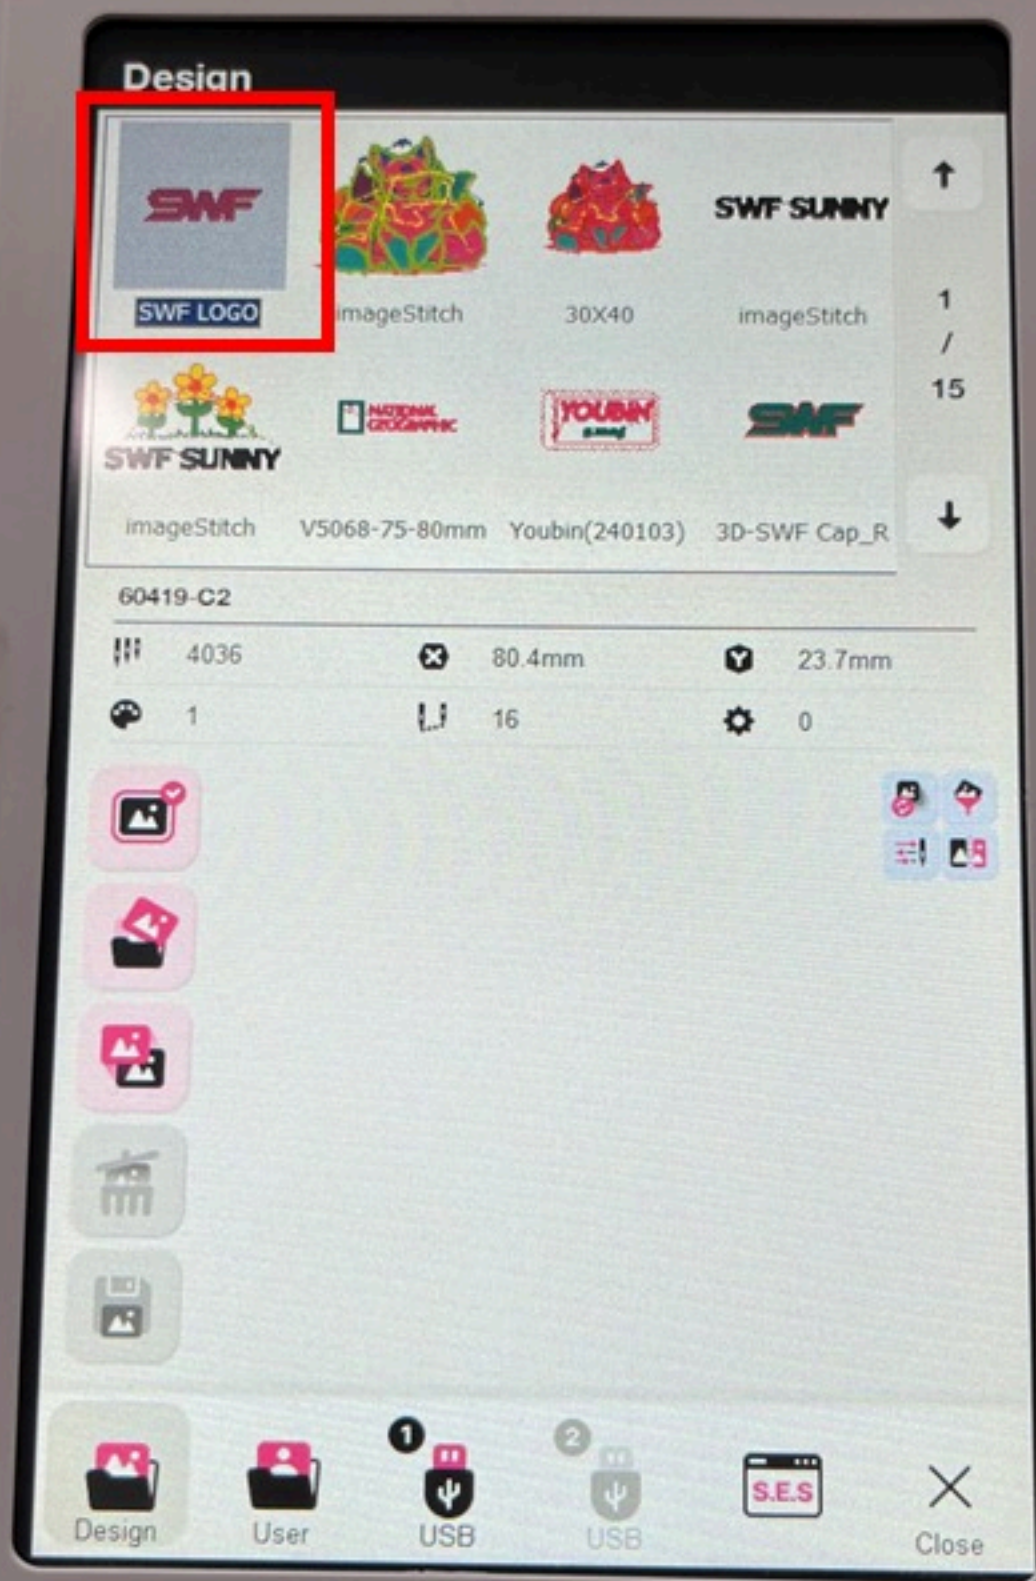 Design
SWF
SWF SUNNY
SWF LOGO
imageStitch
30X40
imageStitch
1
/
15
SWF SUNNY
NATIONAL
GEOGRAPHIC
YOUBIN
SWF
imageStitch
V5068-75-80mm
Youbin(240103)
3D-SWF Cap_R
60419-C2
4036
X
80.4mm
Y
23.7mm
1
16
0
1
2
S.E.S
Design
User
USB
USB
Close